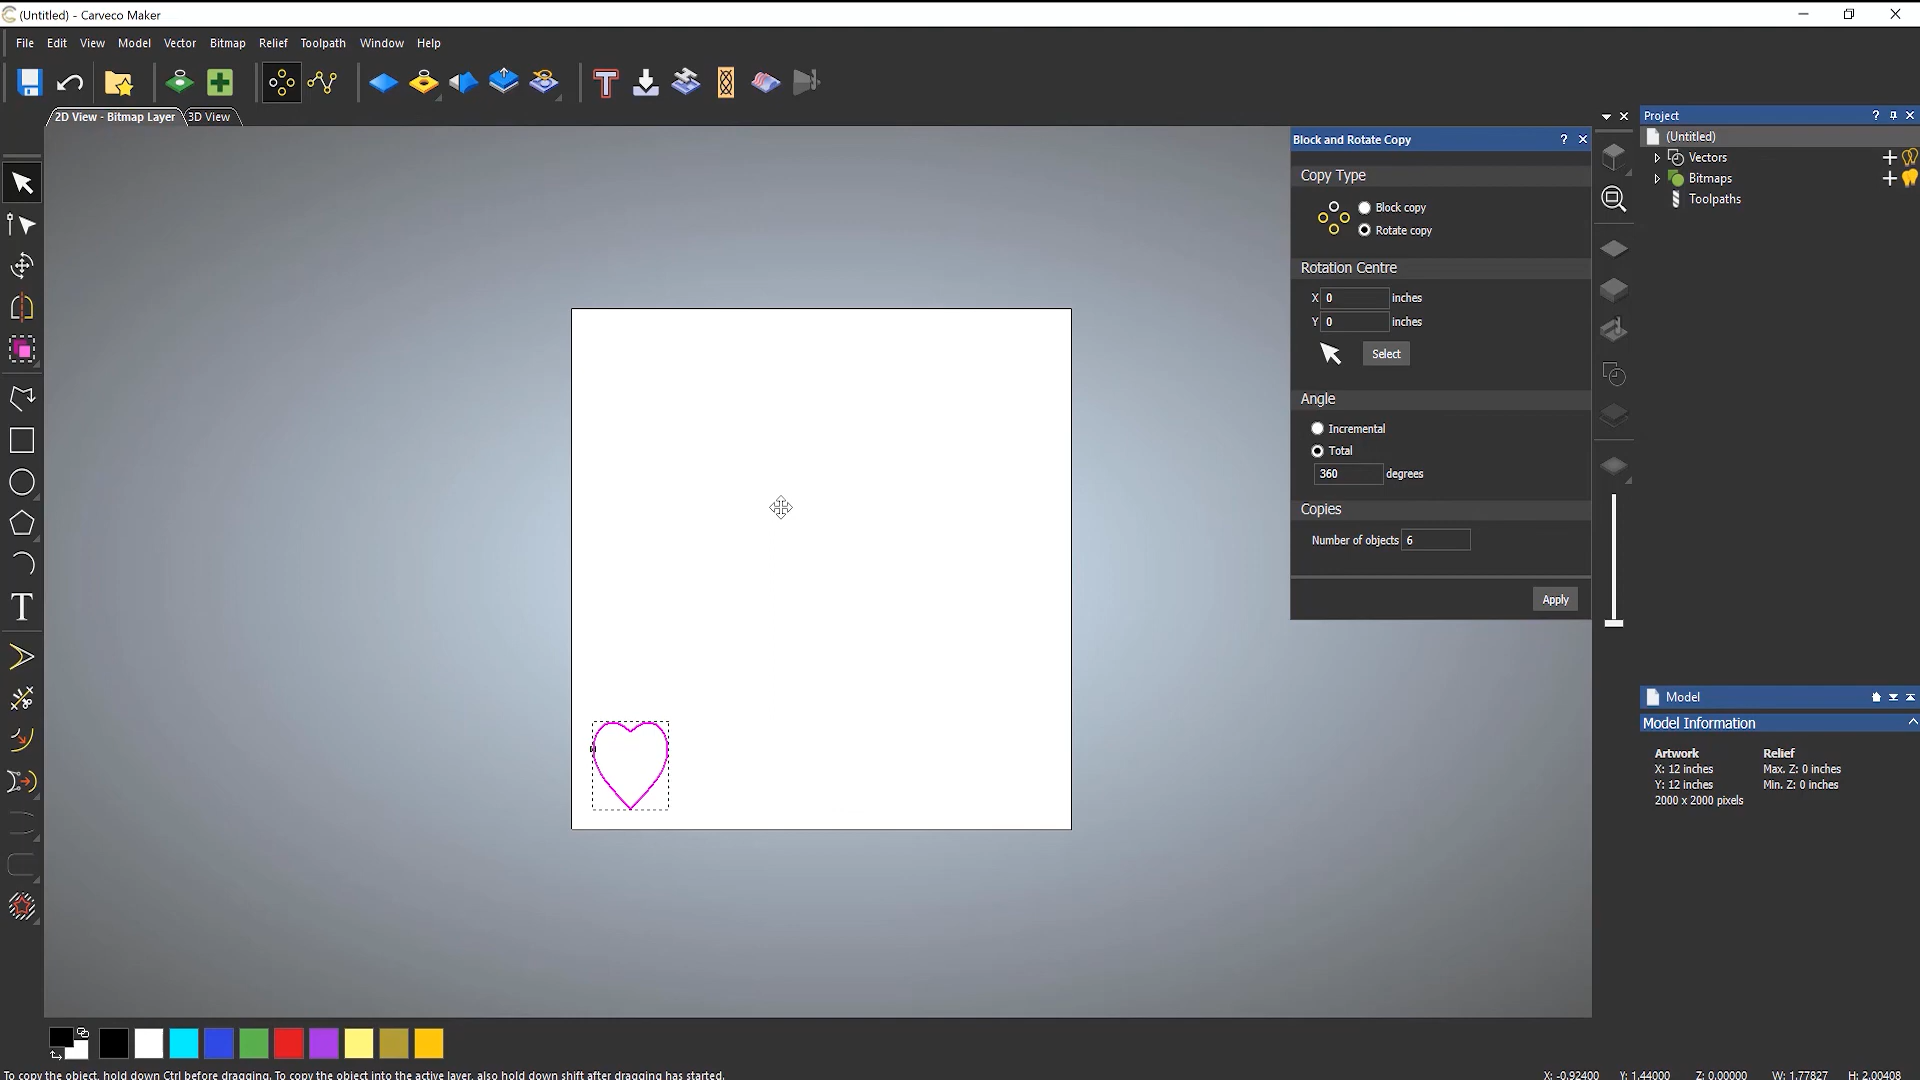 (Untitled) - Carveco Maker
File Edit View Model Vector Bitmap Relief Toolpath Window Help
2D View - Bitmap Layer 3D View
Block and Rotate Copy ?
Copy Type
Block copy
Rotate copy
Rotation Centre
X 0 inches
Y 0 inches
Select
Angle
Incremental
Total
360 degrees
Copies
Number of objects 6
Apply
Project ?
(Untitled)
Vectors
Bitmaps
Toolpaths
Model
Model Information
Artwork Relief
X: 12 inches Max. Z: 0 inches
Y: 12 inches Min. Z: 0 inches
2000 x 2000 pixels
T
To copy the object, hold down Ctrl before dragging. To copy the object into the active layer, also hold down shift after dragging has started.
X: -0.92400 Y: 1.44000 Z: 0.00000 W: 1.77827 H: 2.00408